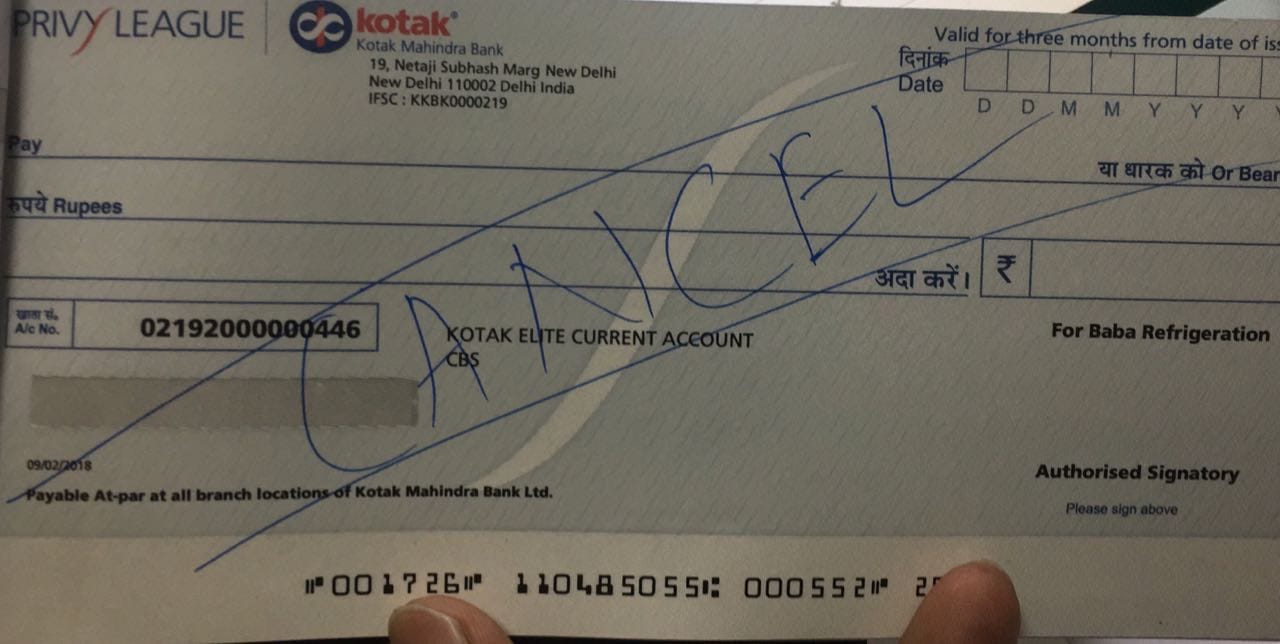 PRIVY LEAGUE
kotak
Kotak Mahindra Bank
19, Netaji Subhash Marg New Delhi
New Delhi 110002 Delhi India
IFSC : KKBK0000219
Valid for three months from date of iss
दिनांक
Date
D D M M Y Y Y
Pay
या धारक को Or Bear
रुपये Rupees
अदा करें। ₹
CANCEL
खाता सं.
A/c No.
02192000000446
KOTAK ELITE CURRENT ACCOUNT
CBS
For Baba Refrigeration
09/02/2018
Payable At-par at all branch locations of Kotak Mahindra Bank Ltd.
Authorised Signatory
Please sign above
⑈001726⑈ 110485055⑆ 000552⑈ 2